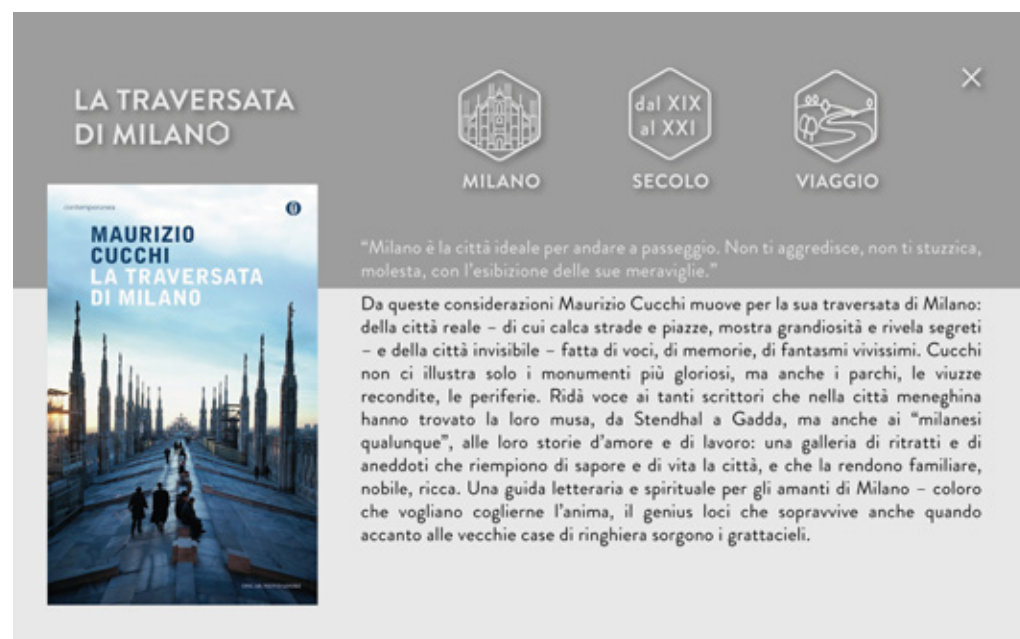 LA TRAVERSATA
DI MILANO
dal XIX
al XXI
MILANO
SECOLO
VIAGGIO
contemporanea
MAURIZIO
CUCCHI
LA TRAVERSATA
DI MILANO
“Milano è la città ideale per andare a passeggio. Non ti aggredisce, non ti stuzzica,
molesta, con l’esibizione delle sue meraviglie.”
Da queste considerazioni Maurizio Cucchi muove per la sua traversata di Milano:
della città reale – di cui calca strade e piazze, mostra grandiosità e rivela segreti
– e della città invisibile – fatta di voci, di memorie, di fantasmi vivissimi. Cucchi
non ci illustra solo i monumenti più gloriosi, ma anche i parchi, le viuzze
recondite, le periferie. Ridà voce ai tanti scrittori che nella città meneghina
hanno trovato la loro musa, da Stendhal a Gadda, ma anche ai “milanesi
qualunque”, alle loro storie d’amore e di lavoro: una galleria di ritratti e di
aneddoti che riempiono di sapore e di vita la città, e che la rendono familiare,
nobile, ricca. Una guida letteraria e spirituale per gli amanti di Milano – coloro
che vogliano coglierne l’anima, il genius loci che sopravvive anche quando
accanto alle vecchie case di ringhiera sorgono i grattacieli.